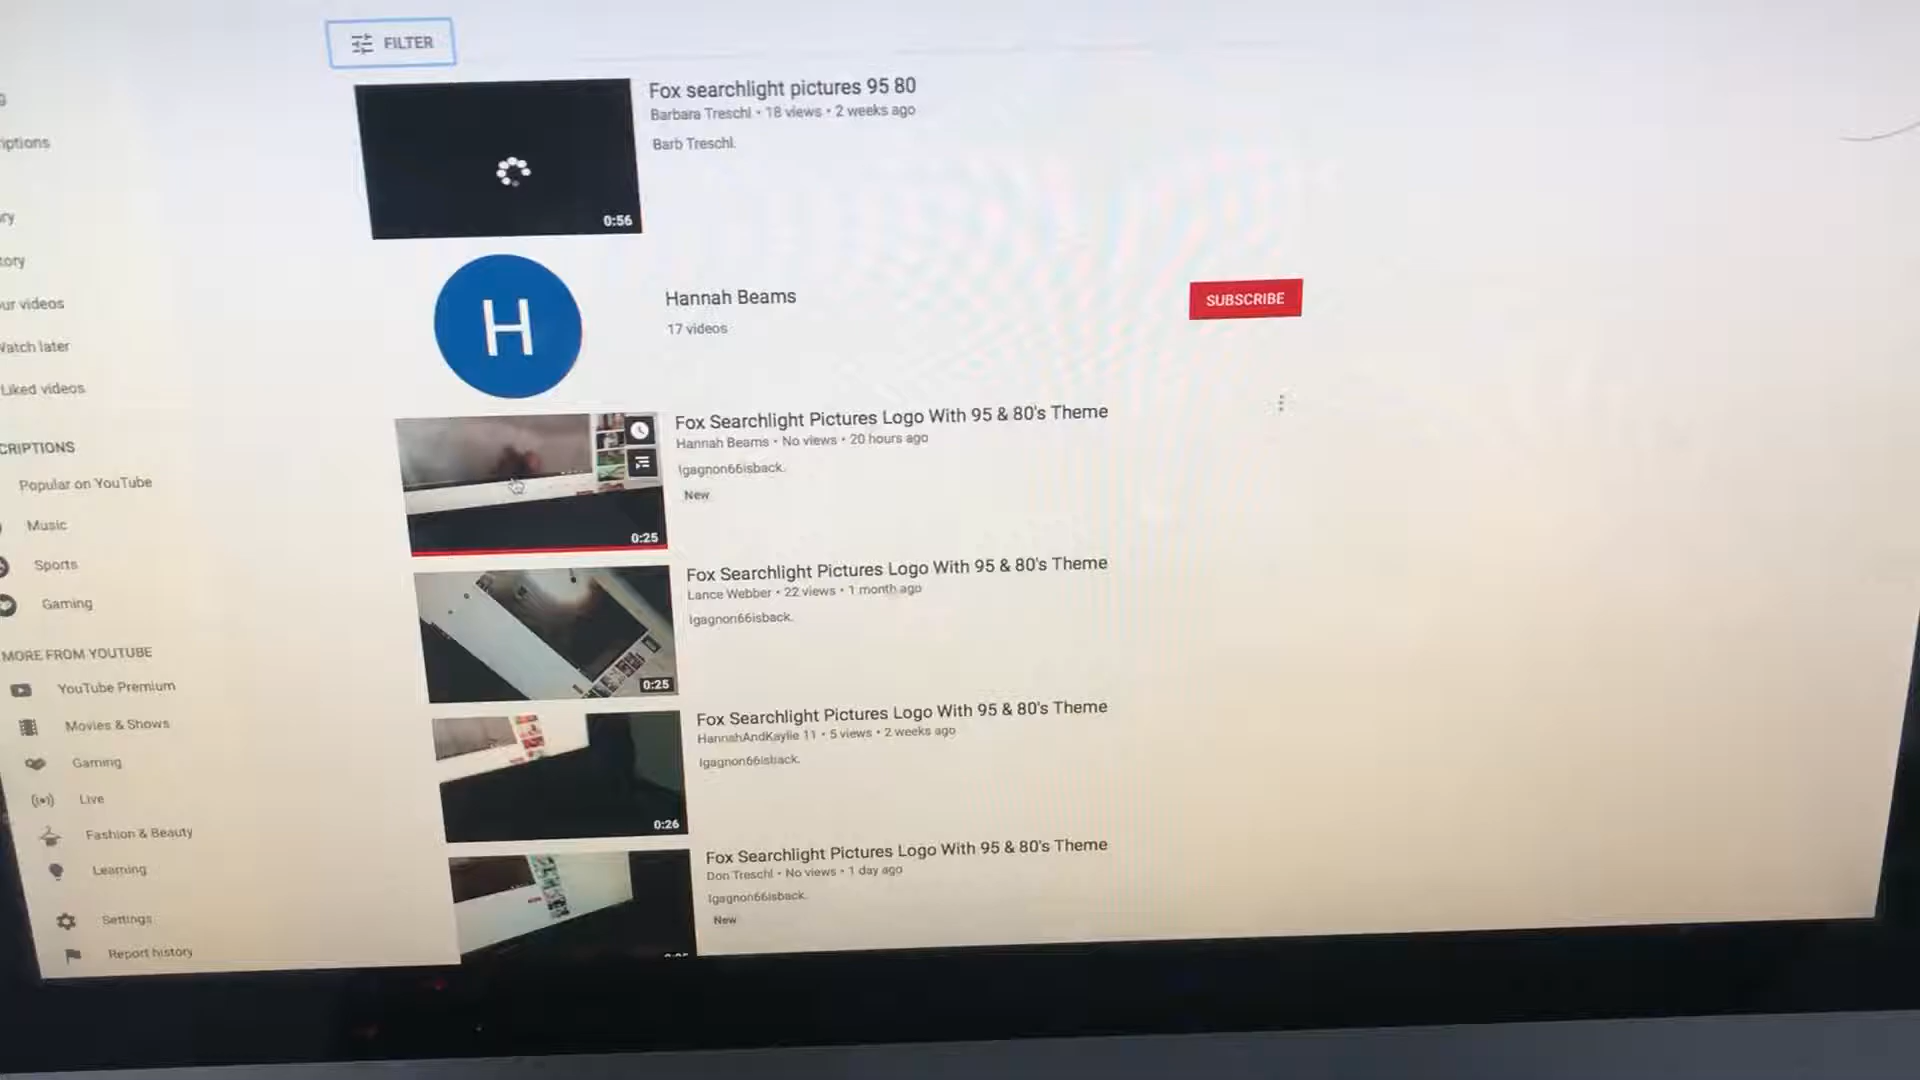 FILTER
Fox searchlight pictures 95 80
Barbara Treschl • 18 views • 2 weeks ago
Barb Treschl.
0:56
H
Hannah Beams
17 videos
SUBSCRIBE
Fox Searchlight Pictures Logo With 95 & 80's Theme
Hannah Beams • No views • 20 hours ago
Igagnon66isback.
New
0:25
Fox Searchlight Pictures Logo With 95 & 80's Theme
Lance Webber • 22 views • 1 month ago
Igagnon66isback.
0:25
Fox Searchlight Pictures Logo With 95 & 80's Theme
HannahAndKaylie 11 • 5 views • 2 weeks ago
Igagnon66isback.
0:26
Fox Searchlight Pictures Logo With 95 & 80's Theme
Don Treschl • No views • 1 day ago
Igagnon66isback.
New
iptions
ry
tory
ur videos
Watch later
Liked videos
CRIPTIONS
Popular on YouTube
Music
Sports
Gaming
MORE FROM YOUTUBE
YouTube Premium
Movies & Shows
Gaming
Live
Fashion & Beauty
Learning
Settings
Report history